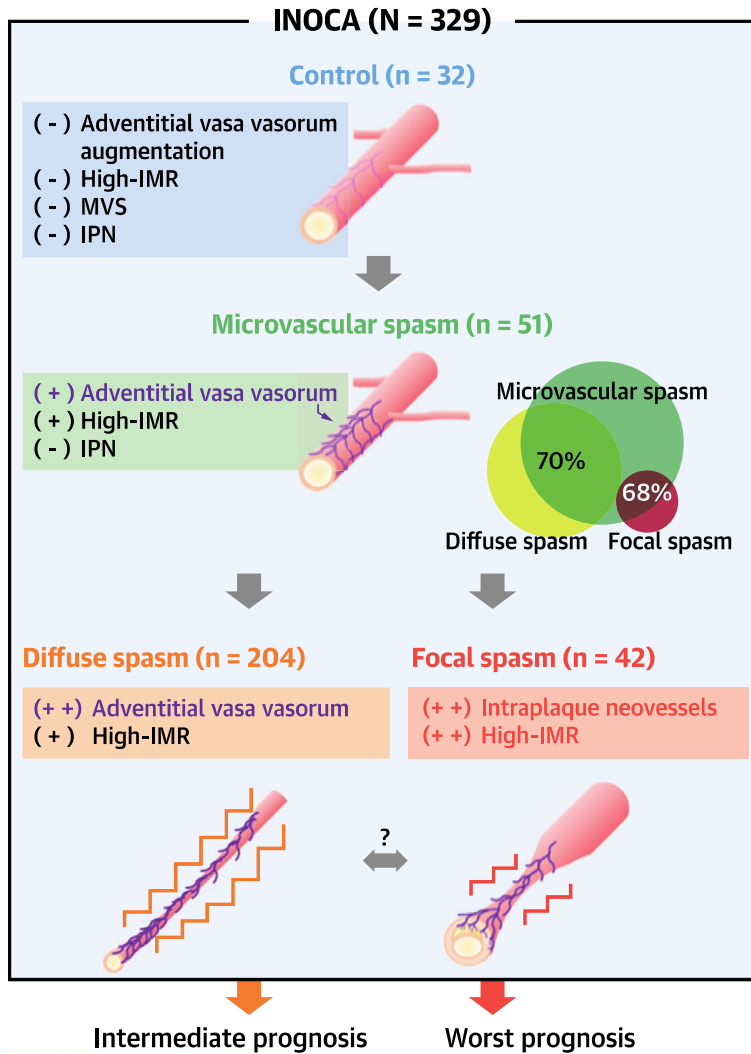 INOCA (N = 329)
Control (n = 32)
( - ) Adventitial vasa vasorum
augmentation
( - ) High-IMR
( - ) MVS
( - ) IPN
Microvascular spasm (n = 51)
( + ) Adventitial vasa vasorum
( + ) High-IMR
( - ) IPN
Microvascular spasm
70%
68%
Diffuse spasm
Focal spasm
Diffuse spasm (n = 204)
(+ +) Adventitial vasa vasorum
( + ) High-IMR
Focal spasm (n = 42)
(+ +) Intraplaque neovessels
(+ +) High-IMR
?
Intermediate prognosis
Worst prognosis